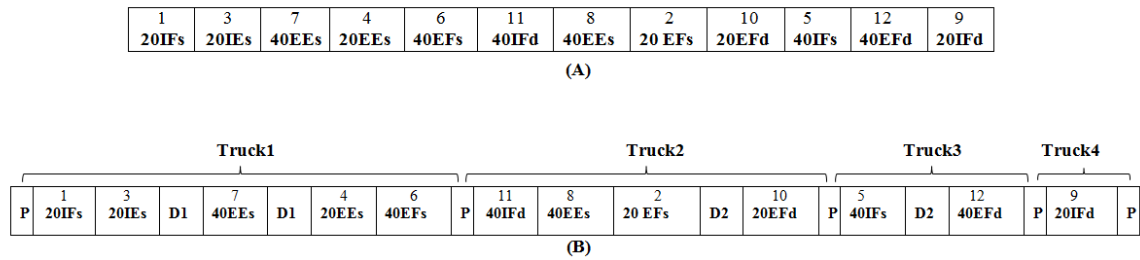 1 3 7 4 6 11 8 2 10 5 12 9
20IFs 20IEs 40EEs 20EEs 40EFs 40IFd 40EEs 20 EFs 20EFd 40IFs 40EFd 20IFd
(A)
Truck1 Truck2 Truck3 Truck4
1 3 7 4 6 11 8 2 10 5 12 9
P 20IFs 20IEs D1 40EEs D1 20EEs 40EFs P 40IFd 40EEs 20 EFs D2 20EFd P 40IFs D2 40EFd P 20IFd P
(B)